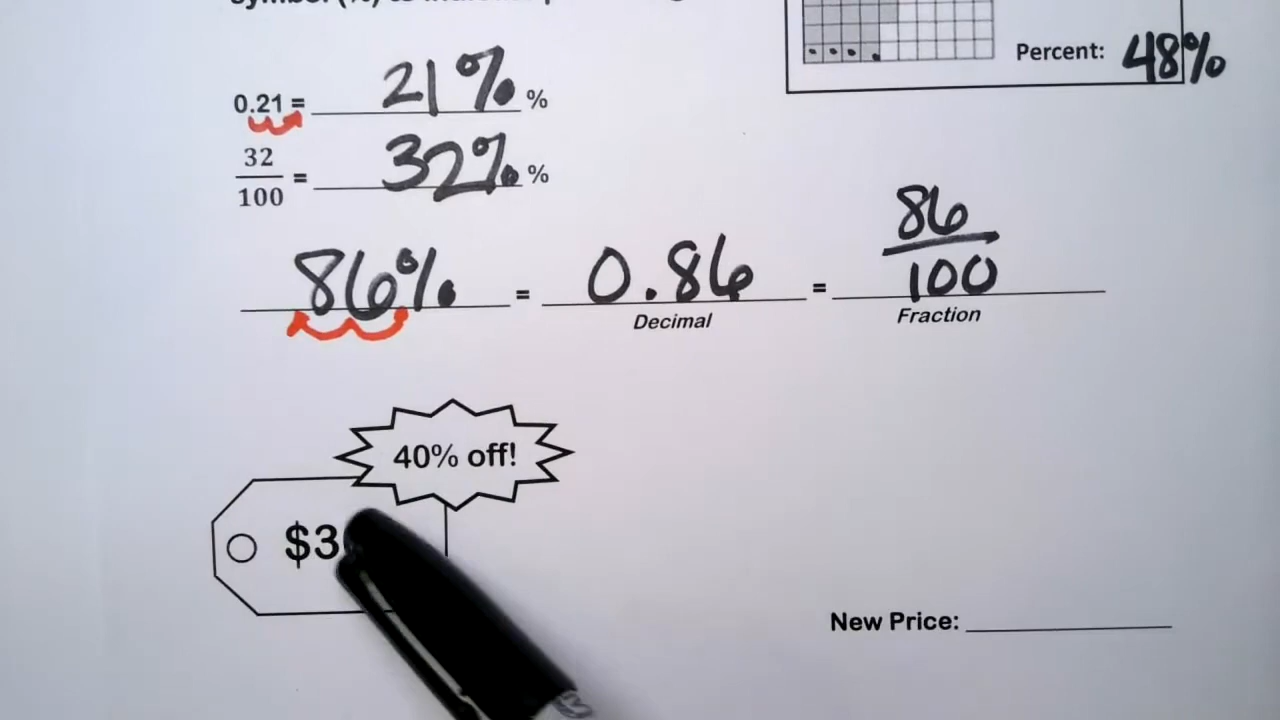 Percent: 48%
0.21 = 21% %
32
100
= 32% %
86% = 0.86 = 86
100
Decimal
Fraction
40% off!
$3
New Price: